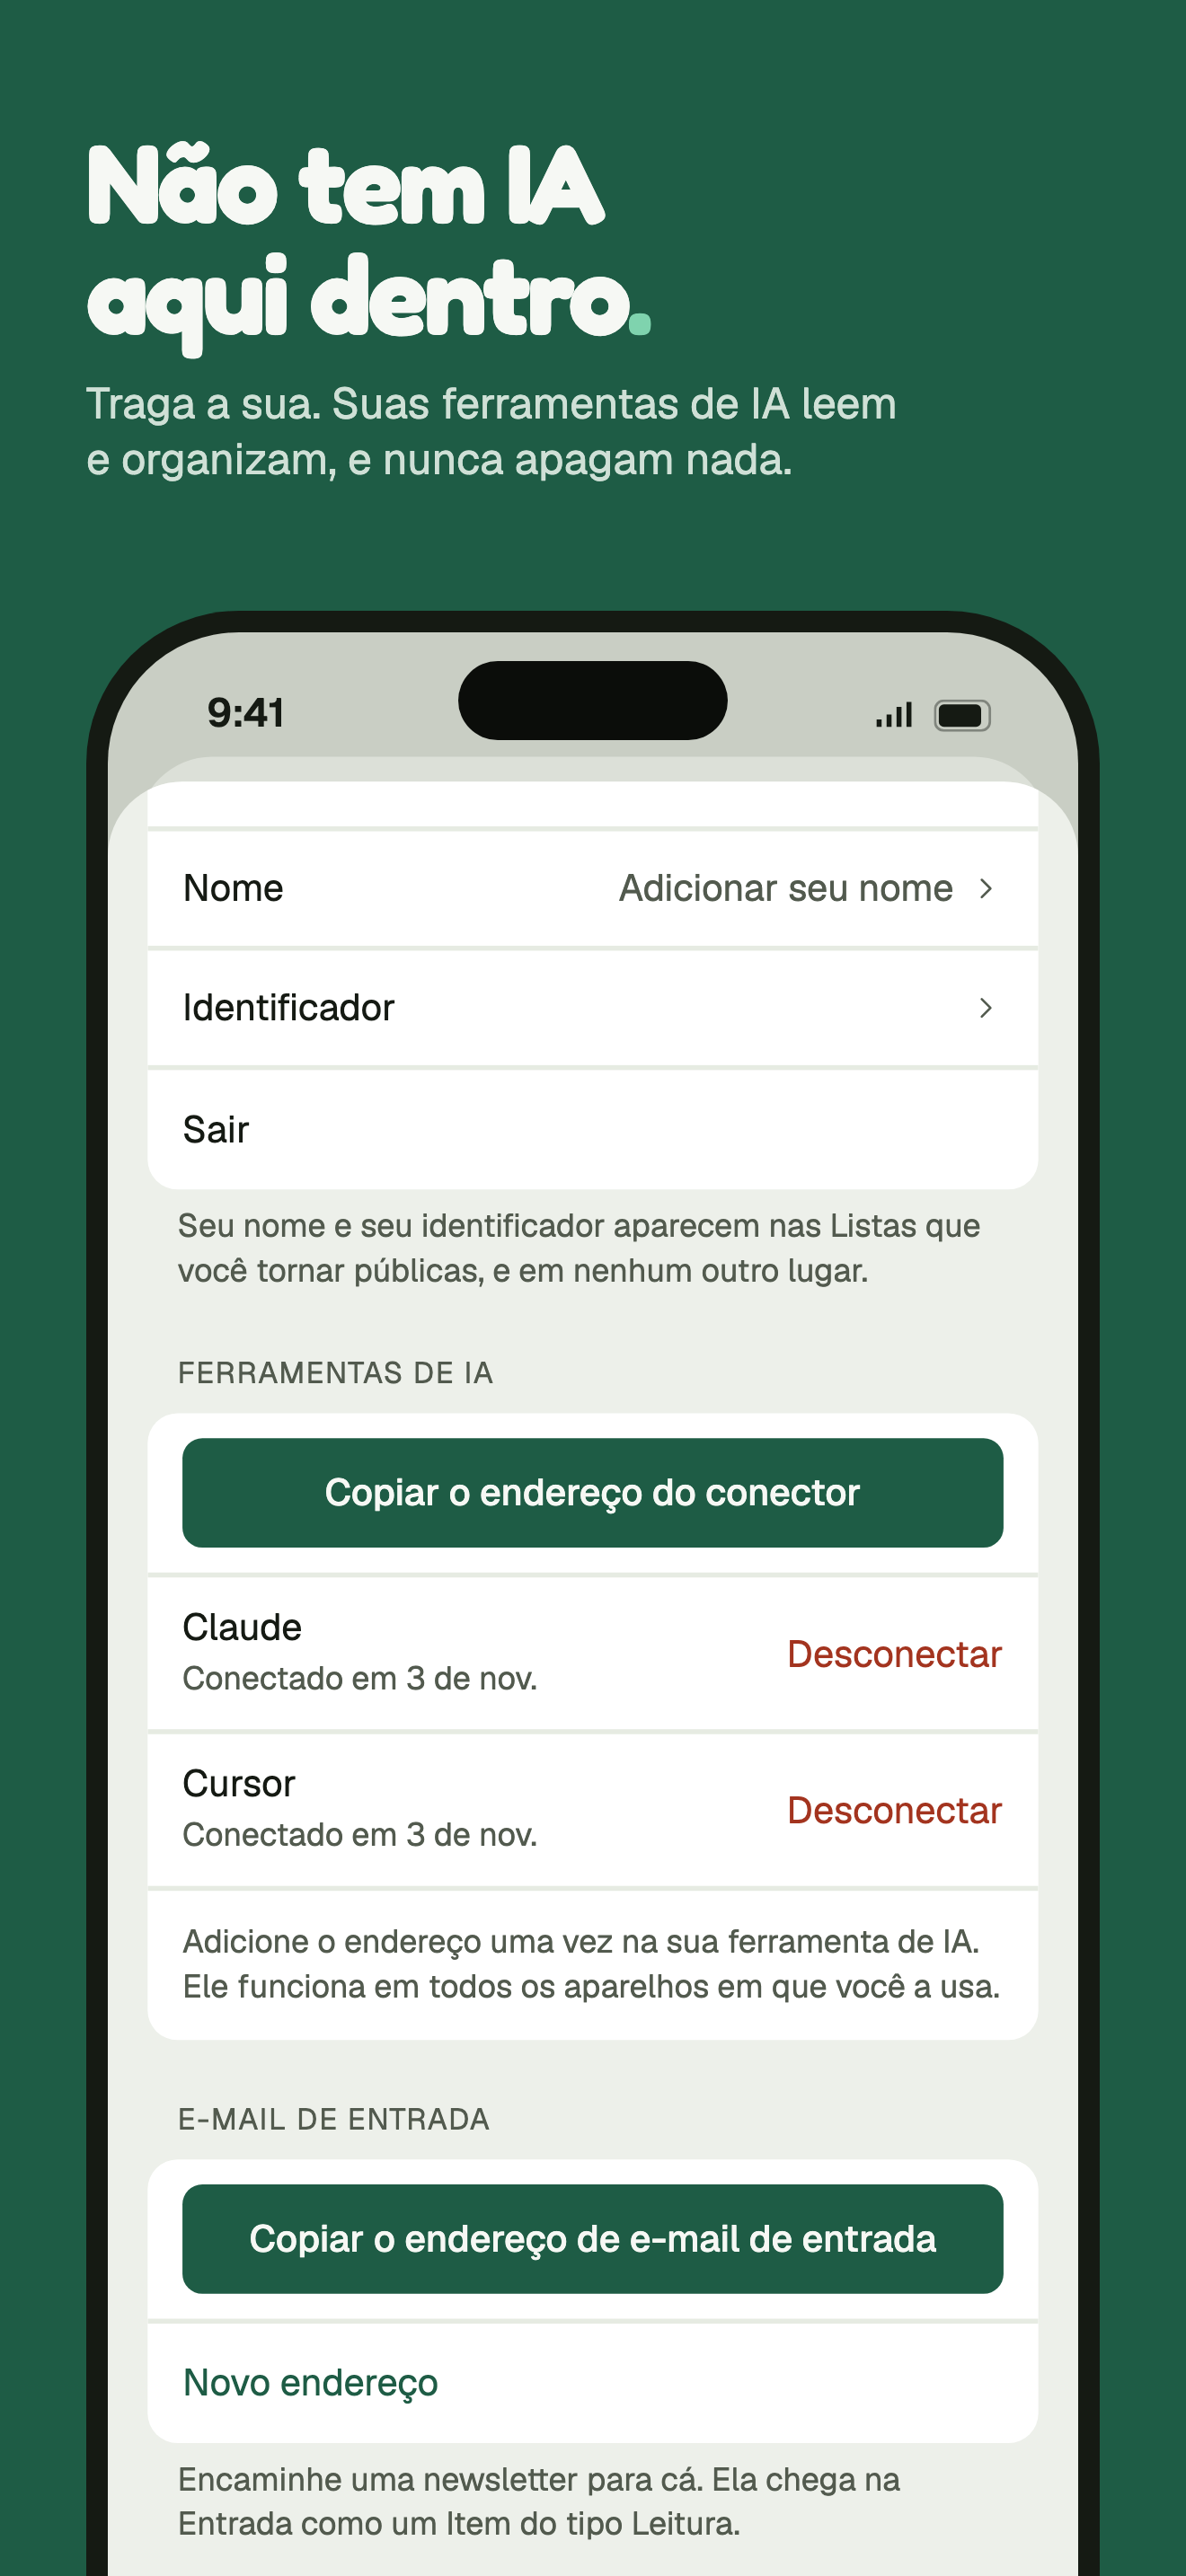 Não tem IA
aqui dentro.
Traga a sua. Suas ferramentas de IA leem
e organizam, e nunca apagam nada.
9:41
Nome
Adicionar seu nome
Identificador
Sair
Seu nome e seu identificador aparecem nas Listas que
você tornar públicas, e em nenhum outro lugar.
FERRAMENTAS DE IA
Copiar o endereço do conector
Claude
Conectado em 3 de nov.
Desconectar
Cursor
Conectado em 3 de nov.
Desconectar
Adicione o endereço uma vez na sua ferramenta de IA.
Ele funciona em todos os aparelhos em que você a usa.
E-MAIL DE ENTRADA
Copiar o endereço de e-mail de entrada
Novo endereço
Encaminhe uma newsletter para cá. Ela chega na
Entrada como um Item do tipo Leitura.